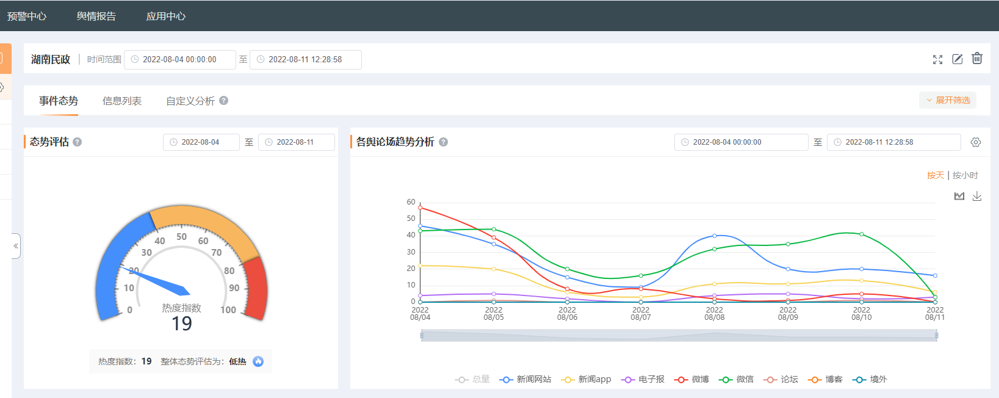 预警中心 舆情报告 应用中心
湖南民政 时间范围 2022-08-04 00:00:00 至 2022-08-11 12:28:58
事件态势 信息列表 自定义分析 ?
展开筛选
态势评估 ? 2022-08-04 至 2022-08-11
各舆论场趋势分析 ? 2022-08-04 00:00:00 至 2022-08-11 12:28:58
按天 | 按小时
0 10 20 30 40 50 60 70 80 90 100
热度指数
19
热度指数: 19 整体态势评估为: 低热
60
50
40
30
20
10
0
2022 2022 2022 2022 2022 2022 2022 2022
08/04 08/05 08/06 08/07 08/08 08/09 08/10 08/11
总量 新闻网站 新闻app 电子报 微博 微信 论坛 博客 境外